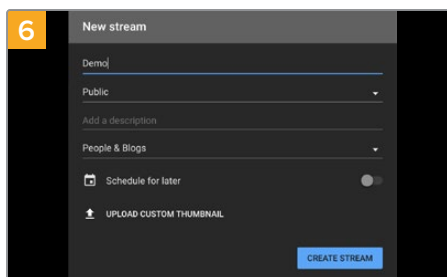 6
New stream
Demo
Public
Add a description
People & Blogs
Schedule for later
UPLOAD CUSTOM THUMBNAIL
CREATE STREAM